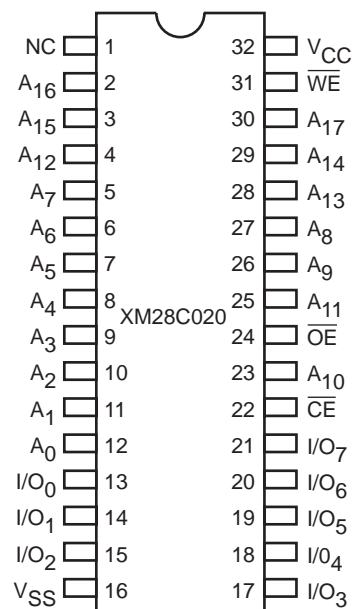 NC 1 32 VCC
A16 2 31 WE
A15 3 30 A17
A12 4 29 A14
A7 5 28 A13
A6 6 27 A8
A5 7 26 A9
A4 8 25 A11
XM28C020
A3 9 24 OE
A2 10 23 A10
A1 11 22 CE
A0 12 21 I/O7
I/O0 13 20 I/O6
I/O1 14 19 I/O5
I/O2 15 18 I/04
VSS 16 17 I/O3